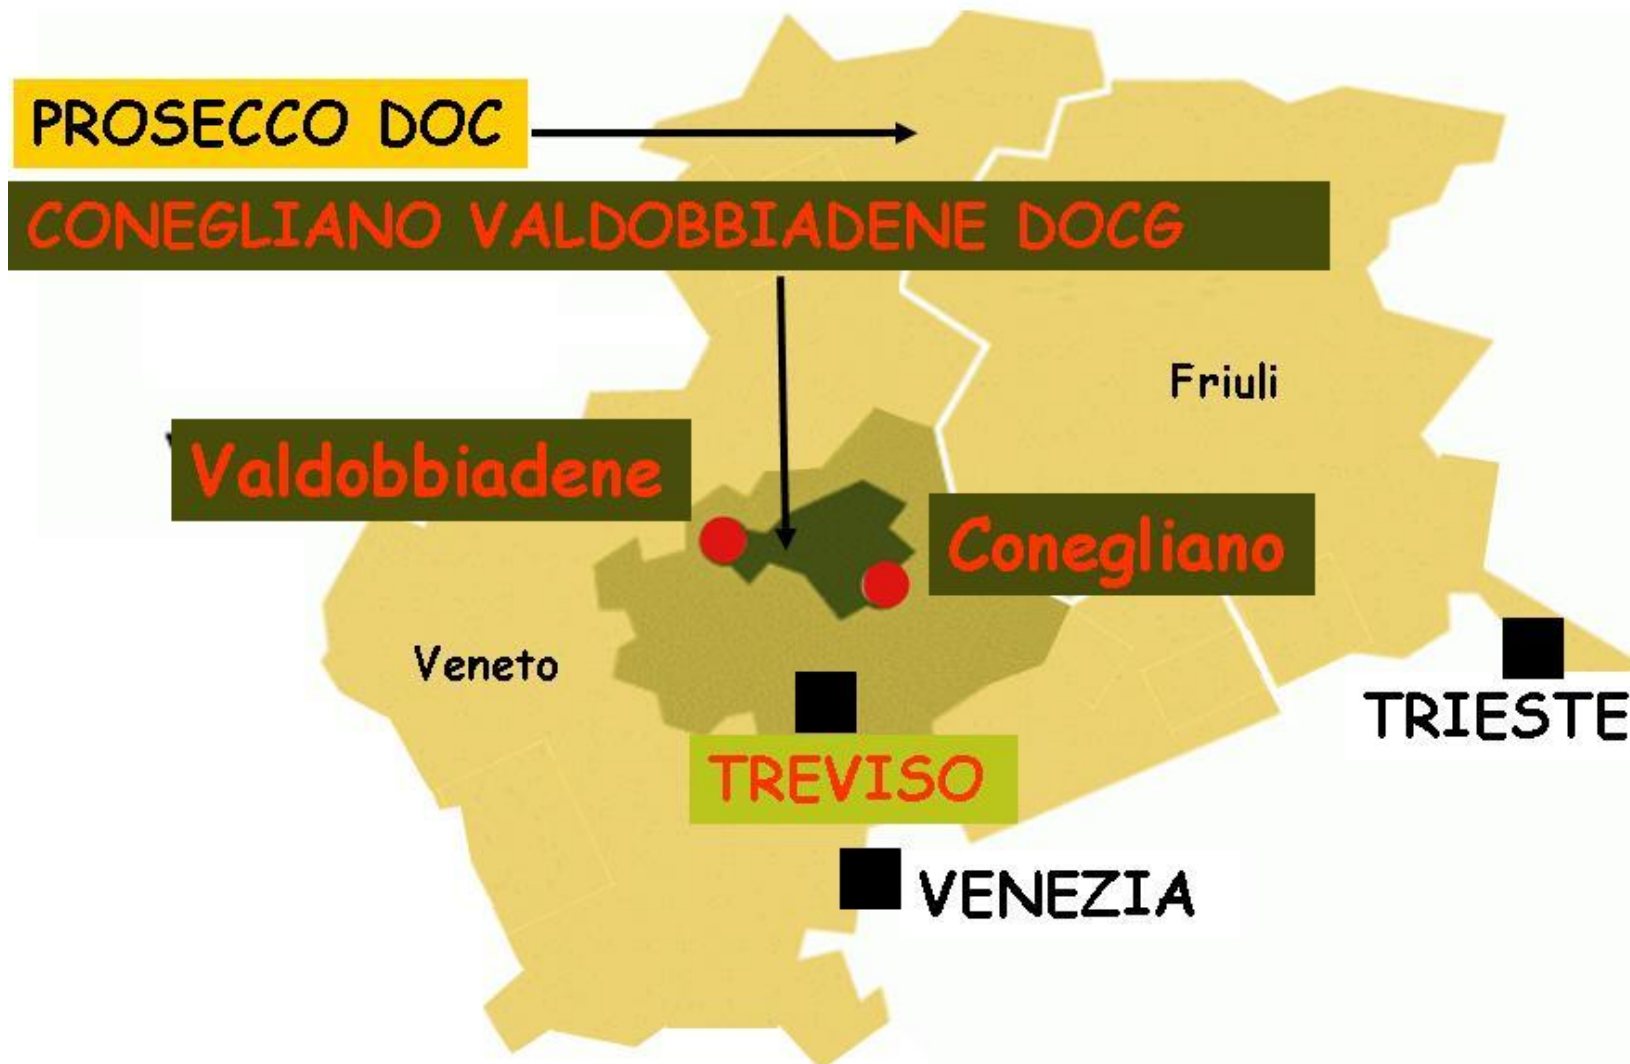 PROSECCO DOC
CONEGLIANO VALDOBBIADENE DOCG
Friuli
Valdobbiadene
Conegliano
Veneto
TRIESTE
TREVISO
VENEZIA